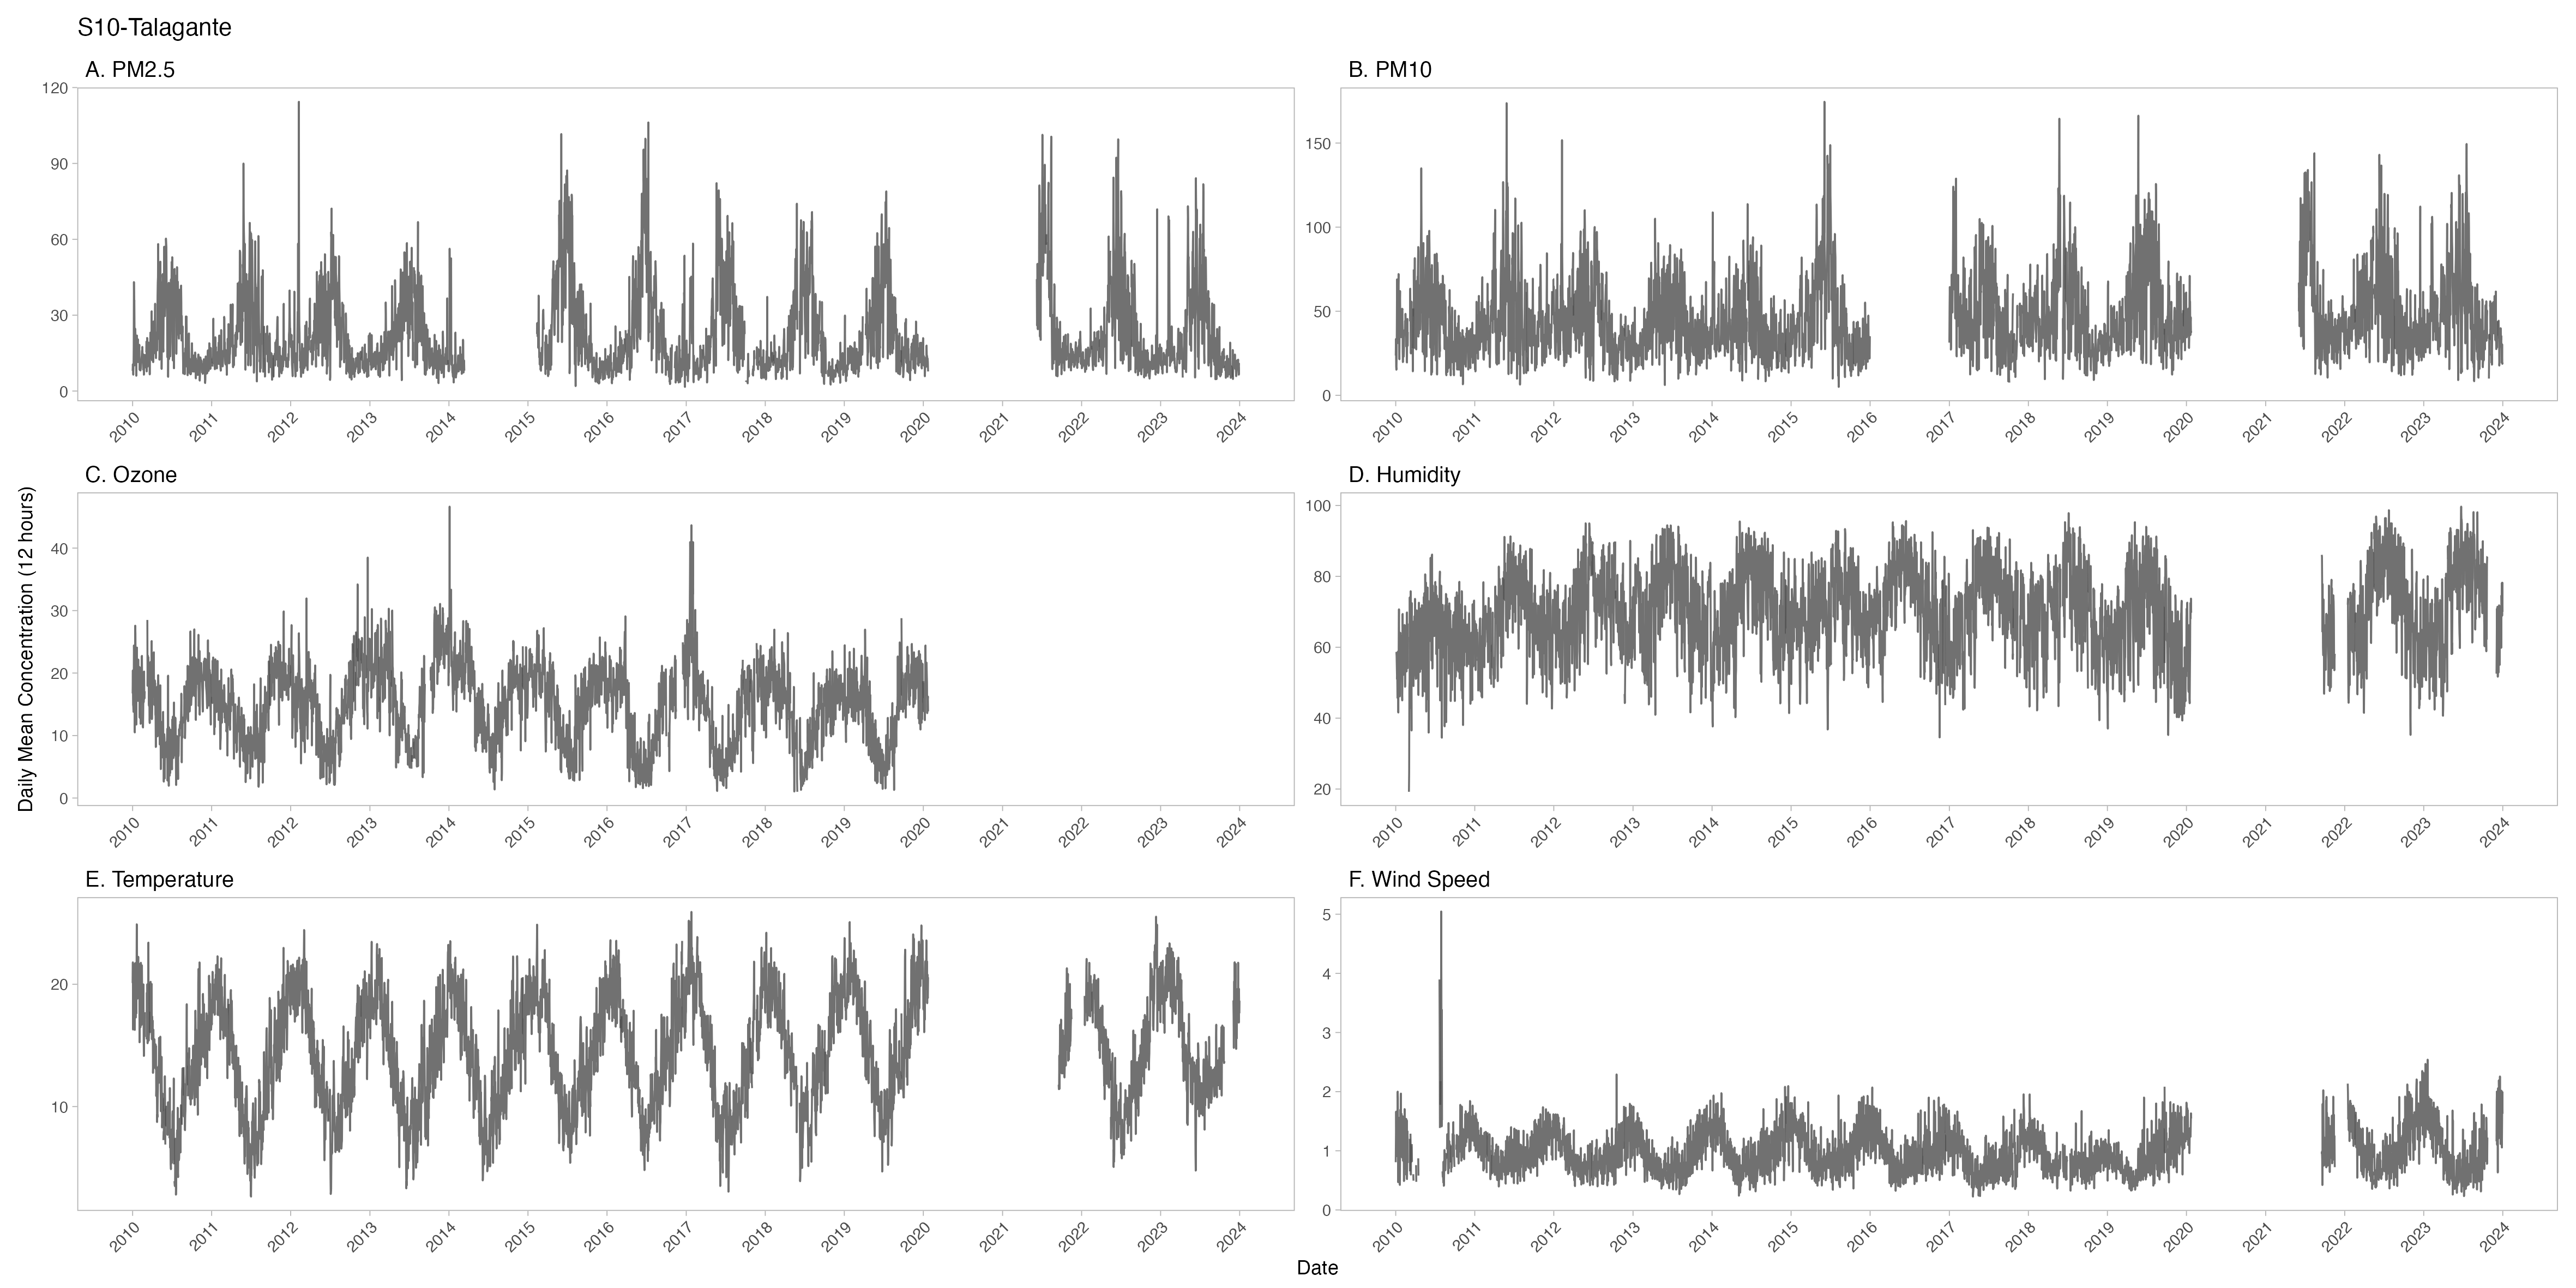 S10-Talagante
A. PM2.5
120
90
60
30
0
2010 2011 2012 2013 2014 2015 2016 2017 2018 2019 2020 2021 2022 2023 2024
B. PM10
150
100
50
0
2010 2011 2012 2013 2014 2015 2016 2017 2018 2019 2020 2021 2022 2023 2024
Daily Mean Concentration (12 hours)
C. Ozone
40
30
20
10
0
2010 2011 2012 2013 2014 2015 2016 2017 2018 2019 2020 2021 2022 2023 2024
D. Humidity
100
80
60
40
20
2010 2011 2012 2013 2014 2015 2016 2017 2018 2019 2020 2021 2022 2023 2024
E. Temperature
20
10
2010 2011 2012 2013 2014 2015 2016 2017 2018 2019 2020 2021 2022 2023 2024
F. Wind Speed
5
4
3
2
1
0
2010 2011 2012 2013 2014 2015 2016 2017 2018 2019 2020 2021 2022 2023 2024
Date